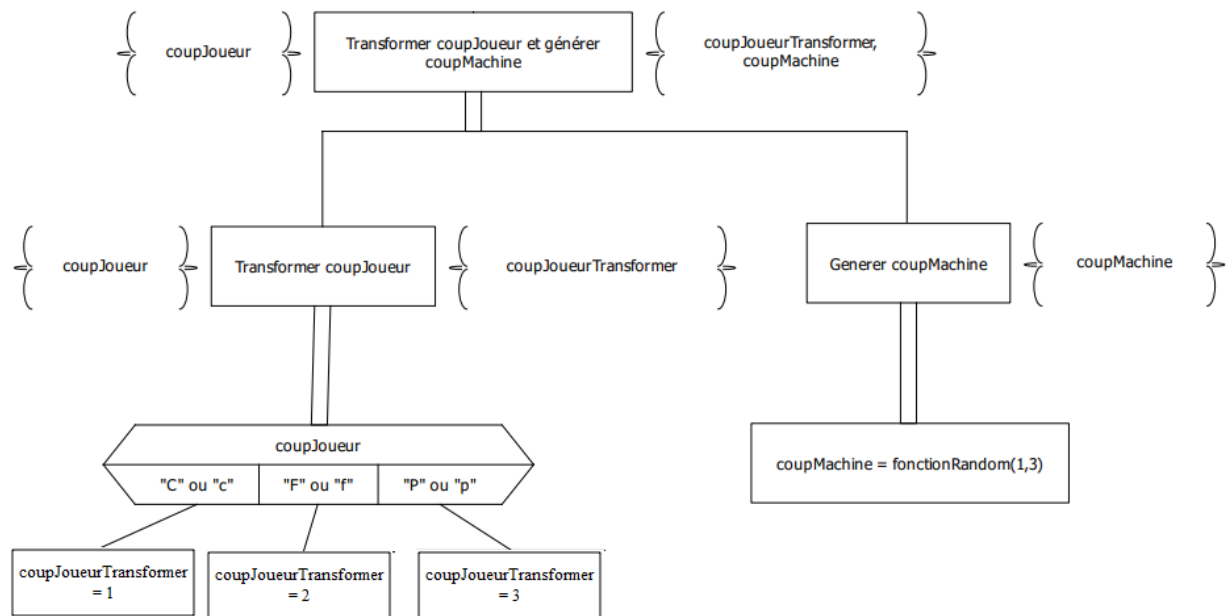 coupJoueur
Transformer coupJoueur et générer
coupMachine
coupJoueurTransformer,
coupMachine
coupJoueur
Transformer coupJoueur
coupJoueurTransformer
Generer coupMachine
coupMachine
coupJoueur
"C" ou "c"
"F" ou "f"
"P" ou "p"
coupMachine = fonctionRandom(1,3)
coupJoueurTransformer
= 1
coupJoueurTransformer
= 2
coupJoueurTransformer
= 3